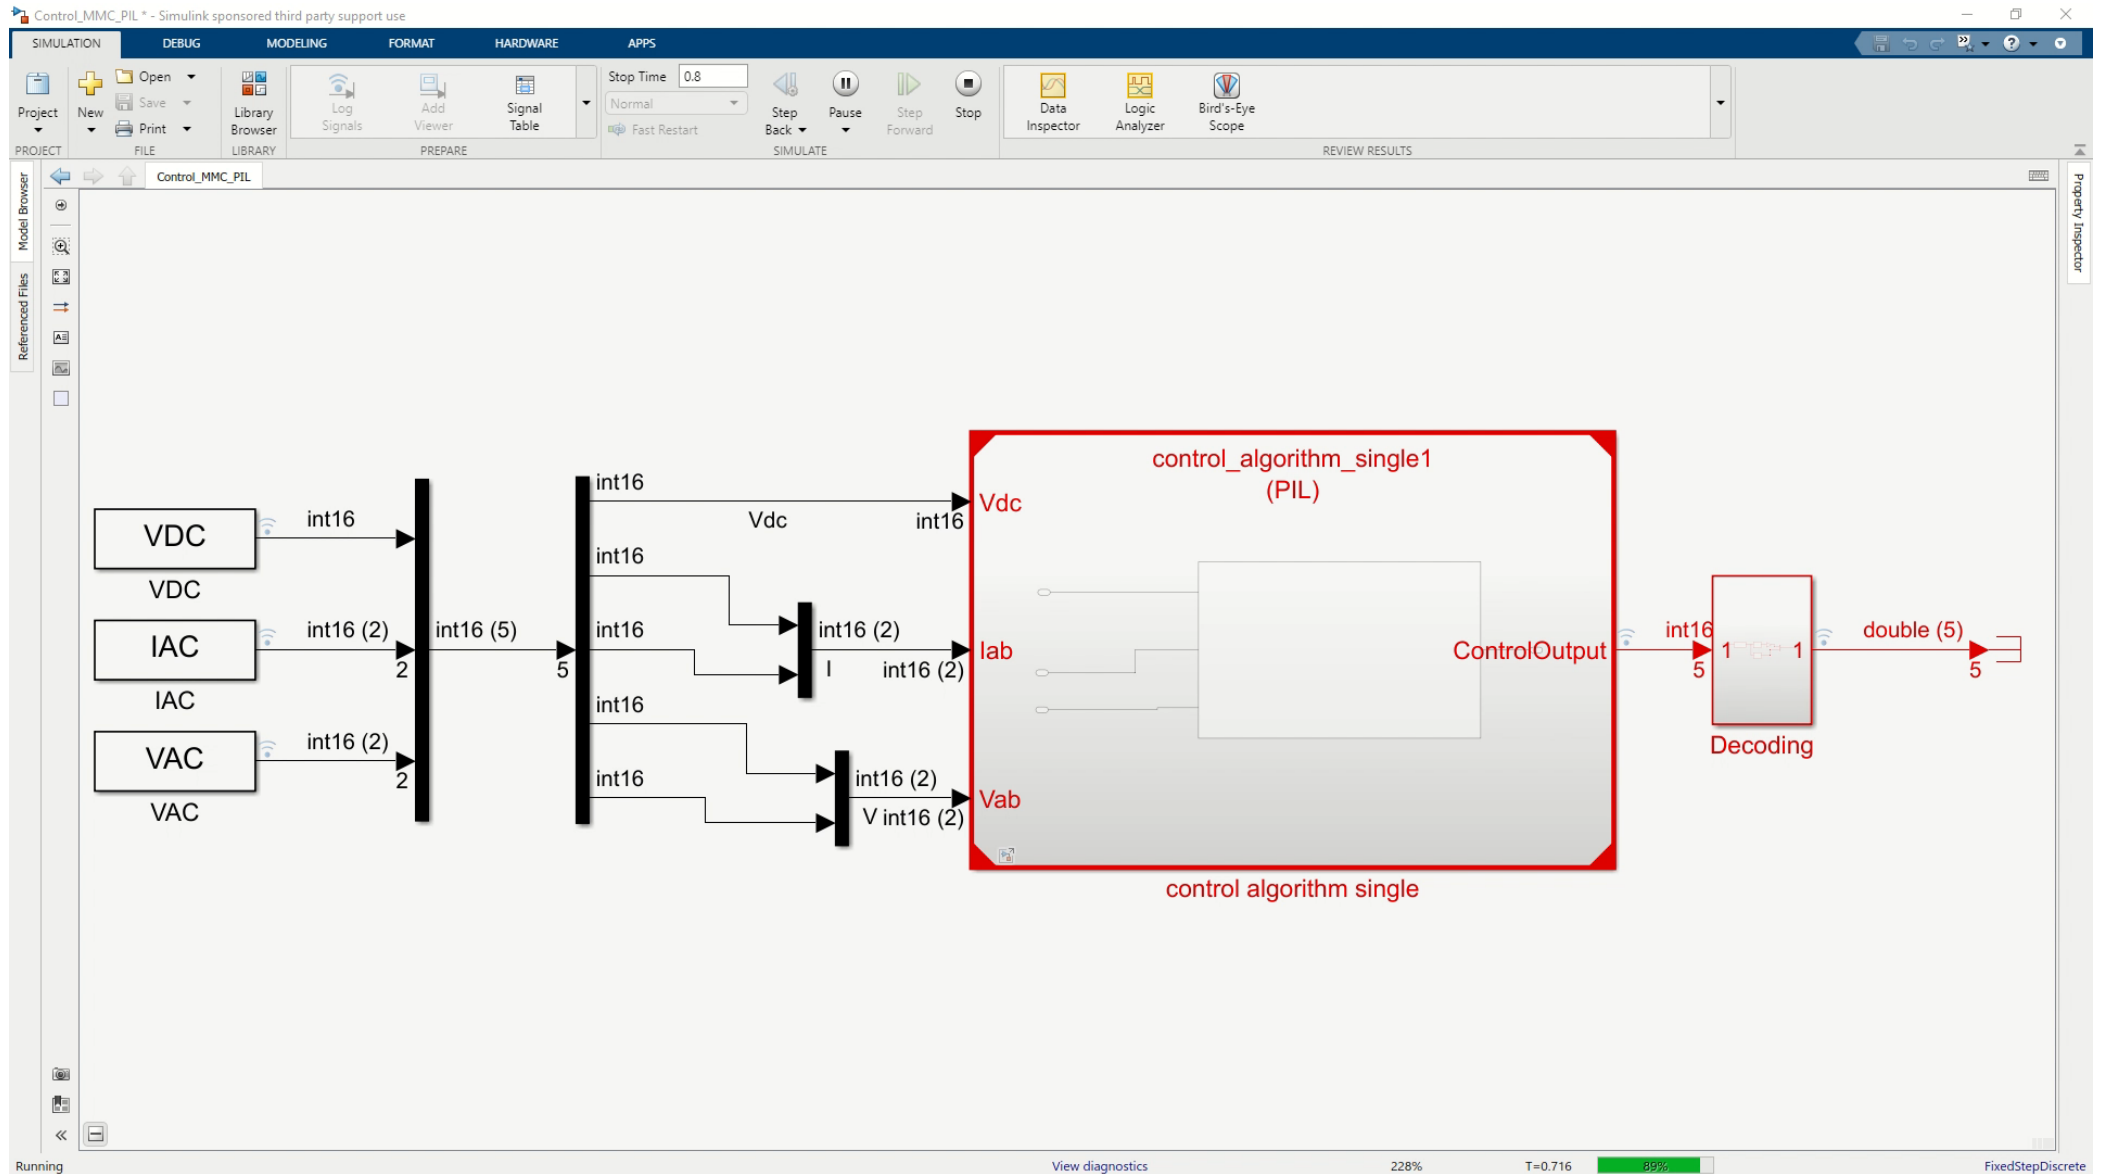 Control_MMC_PIL * - Simulink sponsored third party support use
SIMULATION DEBUG MODELING FORMAT HARDWARE APPS
Project
New
Open
Save
Print
Library Browser
Log Signals
Add Viewer
Signal Table
Stop Time 0.8
Normal
Fast Restart
Step Back
Pause
Step Forward
Stop
Data Inspector
Logic Analyzer
Bird's-Eye Scope
PROJECT FILE LIBRARY PREPARE SIMULATE REVIEW RESULTS
Model Browser
Referenced Files
Property Inspector
Control_MMC_PIL
VDC
VDC
int16
IAC
IAC
int16 (2)
2
VAC
VAC
int16 (2)
2
int16 (5)
5
int16
Vdc
int16
int16
int16
int16 (2)
I
int16 (2)
int16
int16
int16 (2)
V int16 (2)
control_algorithm_single1
(PIL)
Vdc
Iab
Vab
ControlOutput
control algorithm single
int16
5
1 1
Decoding
double (5)
5
Running
View diagnostics
228%
T=0.716
89%
FixedStepDiscrete